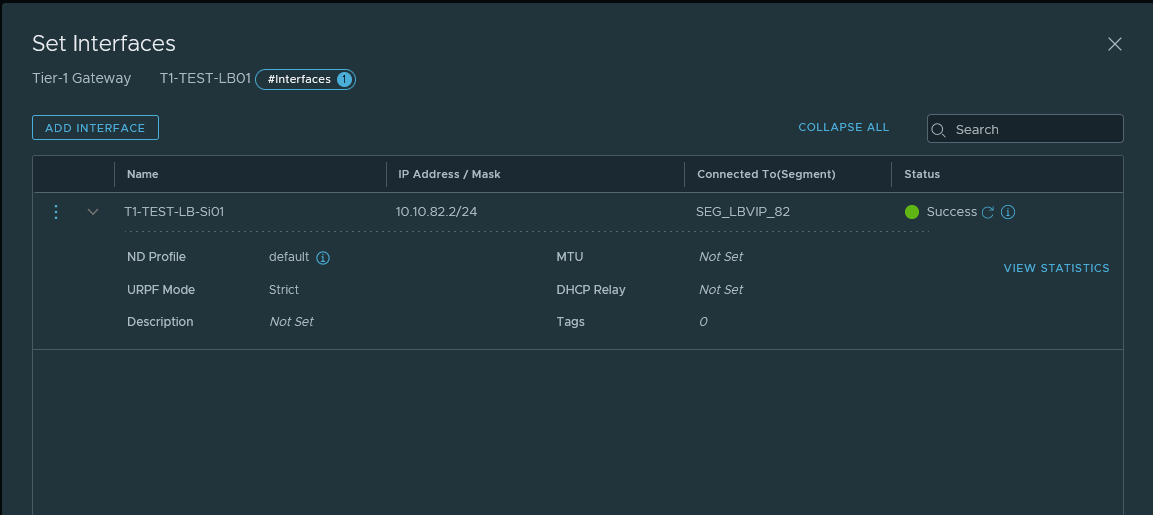 Set Interfaces
Tier-1 Gateway T1-TEST-LB01 #Interfaces 1
ADD INTERFACE COLLAPSE ALL Search
Name IP Address / Mask Connected To(Segment) Status
T1-TEST-LB-Si01 10.10.82.2/24 SEG_LBVIP_82 Success
ND Profile default MTU Not Set
VIEW STATISTICS
URPF Mode Strict DHCP Relay Not Set
Description Not Set Tags 0